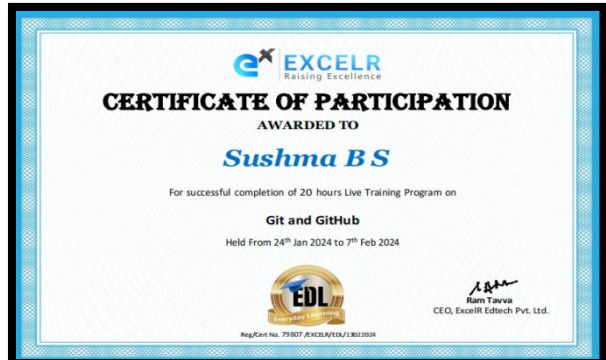 ex EXCELR
Raising Excellence
CERTIFICATE OF PARTICIPATION
AWARDED TO
Sushma B S
For successful completion of 20 hours Live Training Program on
Git and GitHub
Held From 24th Jan 2024 to 7th Feb 2024
EDL
Everyday Learning
Ram Tavva
CEO, ExcelR Edtech Pvt. Ltd.
Reg/Cert No. 79807 /EXCELR/EDL/13022024